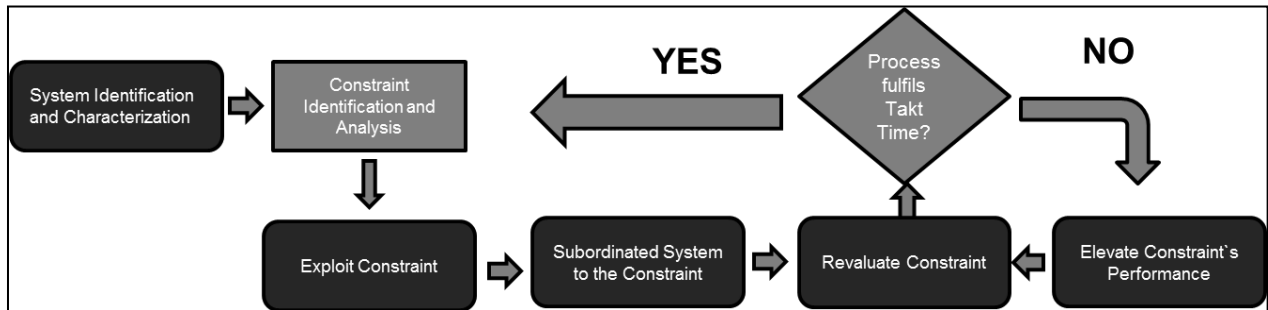 System Identification
and Characterization
Constraint
Identification and
Analysis
YES
Process
fulfils
Takt
Time?
NO
Exploit Constraint
Subordinated System
to the Constraint
Revaluate Constraint
Elevate Constraint`s
Performance